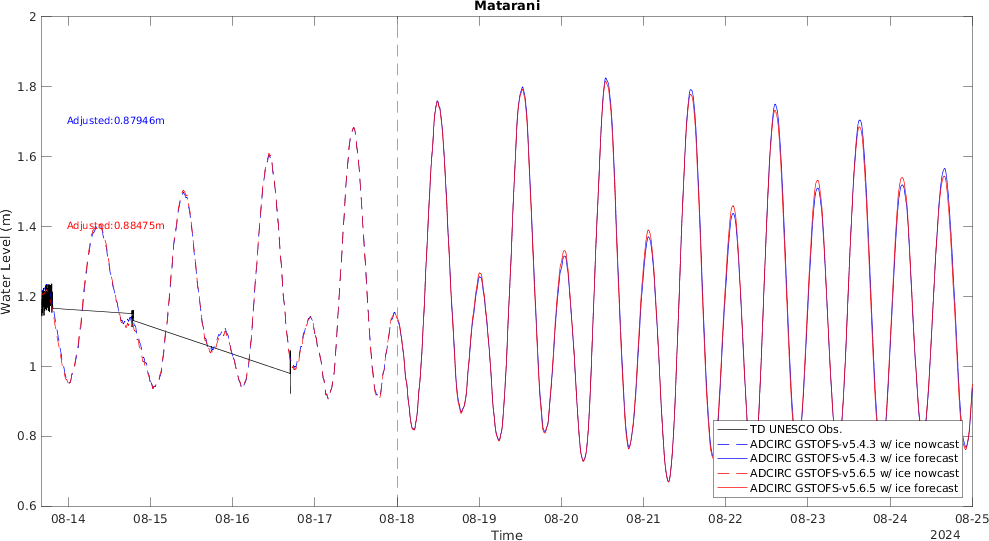 Matarani
2
1.8
1.6
1.4
1.2
1
0.8
0.6
Water Level (m)
Adjusted:0.87946m
Adjusted:0.88475m
TD UNESCO Obs.
ADCIRC GSTOFS-v5.4.3 w/ ice nowcast
ADCIRC GSTOFS-v5.4.3 w/ ice forecast
ADCIRC GSTOFS-v5.6.5 w/ ice nowcast
ADCIRC GSTOFS-v5.6.5 w/ ice forecast
08-14 08-15 08-16 08-17 08-18 08-19 08-20 08-21 08-22 08-23 08-24 08-25
Time
2024